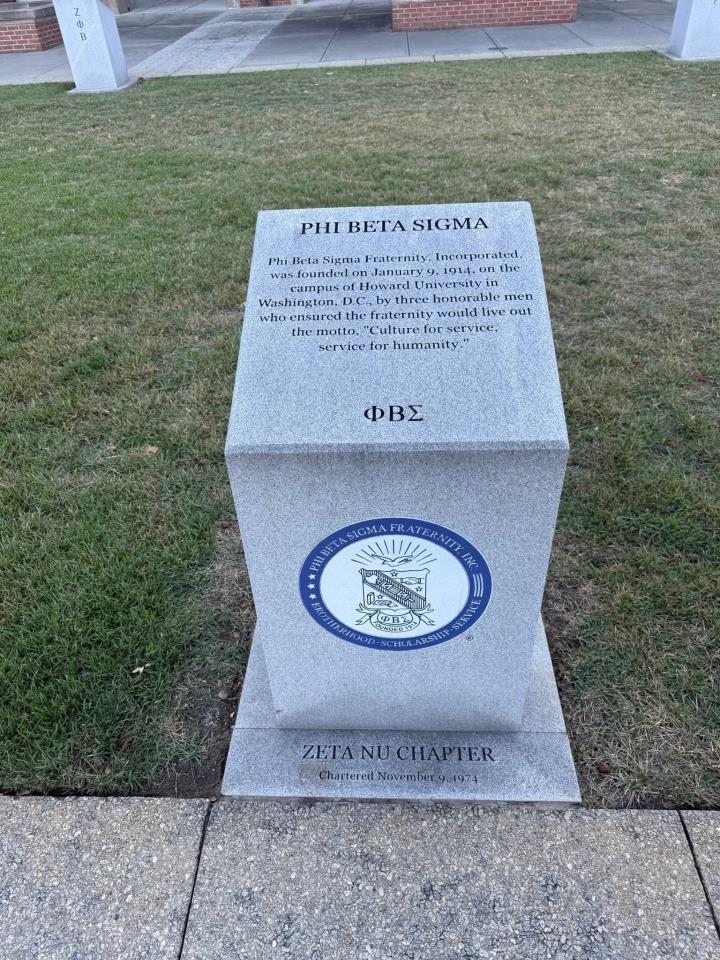 Ζ
Φ
Β
PHI BETA SIGMA
Phi Beta Sigma Fraternity, Incorporated,
was founded on January 9, 1914, on the
campus of Howard University in
Washington, D.C., by three honorable men
who ensured the fraternity would live out
the motto, "Culture for service,
service for humanity."
ΦΒΣ
PHI BETA SIGMA FRATERNITY, INC.
ΦΒΣ
FOUNDED 1914
BROTHERHOOD · SCHOLARSHIP · SERVICE
®
ZETA NU CHAPTER
Chartered November 9, 1974